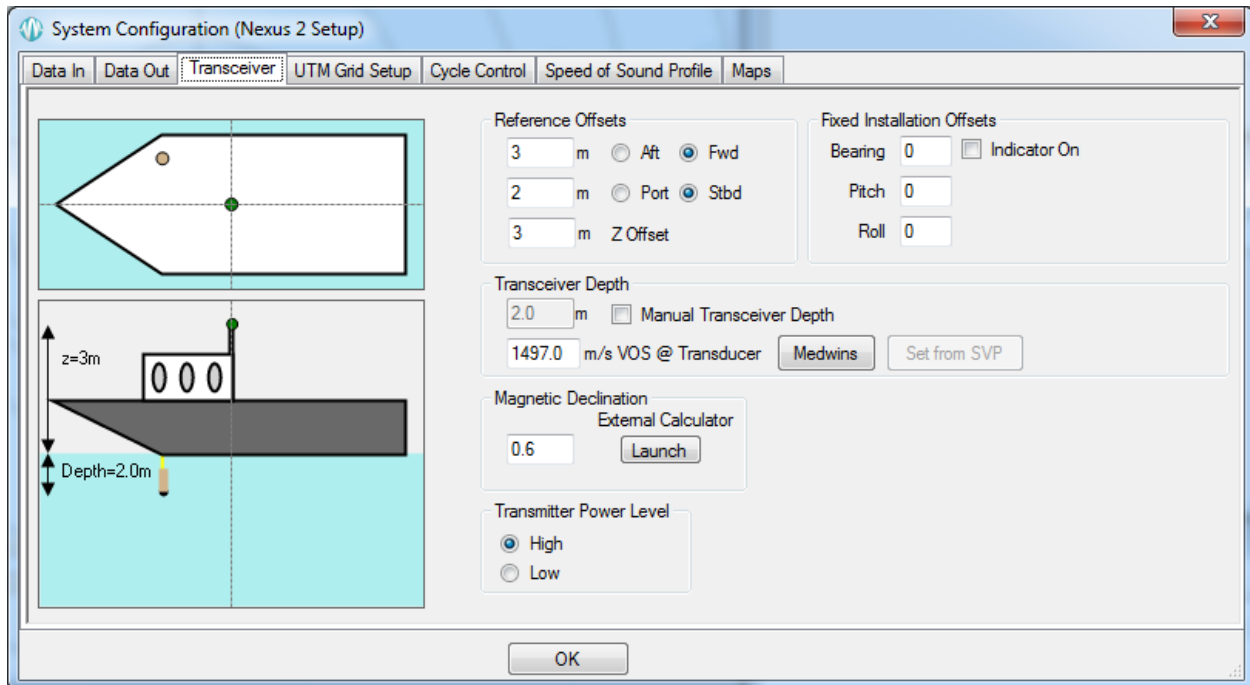 System Configuration (Nexus 2 Setup)
Data In Data Out Transceiver UTM Grid Setup Cycle Control Speed of Sound Profile Maps
z=3m
Depth=2.0m
Reference Offsets
3 m Aft Fwd
2 m Port Stbd
3 m Z Offset
Fixed Installation Offsets
Bearing 0 Indicator On
Pitch 0
Roll 0
Transceiver Depth
2.0 m Manual Transceiver Depth
1497.0 m/s VOS @ Transducer Medwins Set from SVP
Magnetic Declination
External Calculator
0.6 Launch
Transmitter Power Level
High
Low
OK